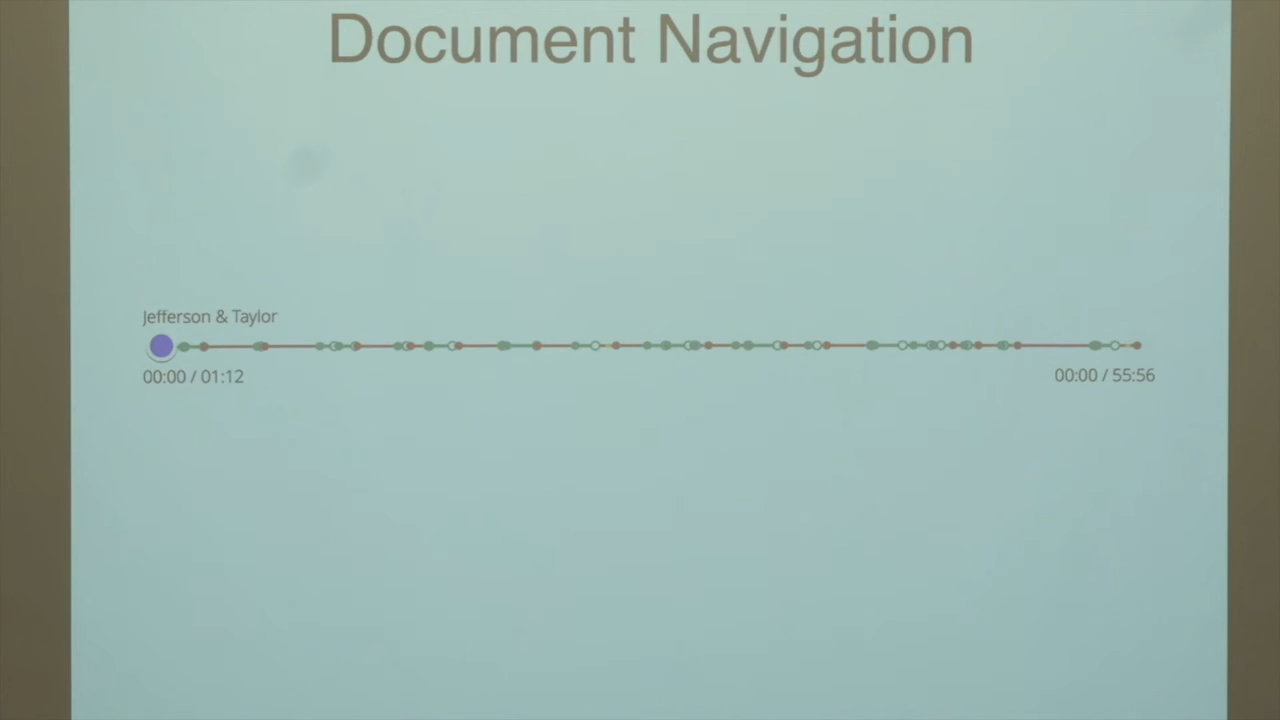 Document Navigation
Jefferson & Taylor
00:00 / 01:12
00:00 / 55:56